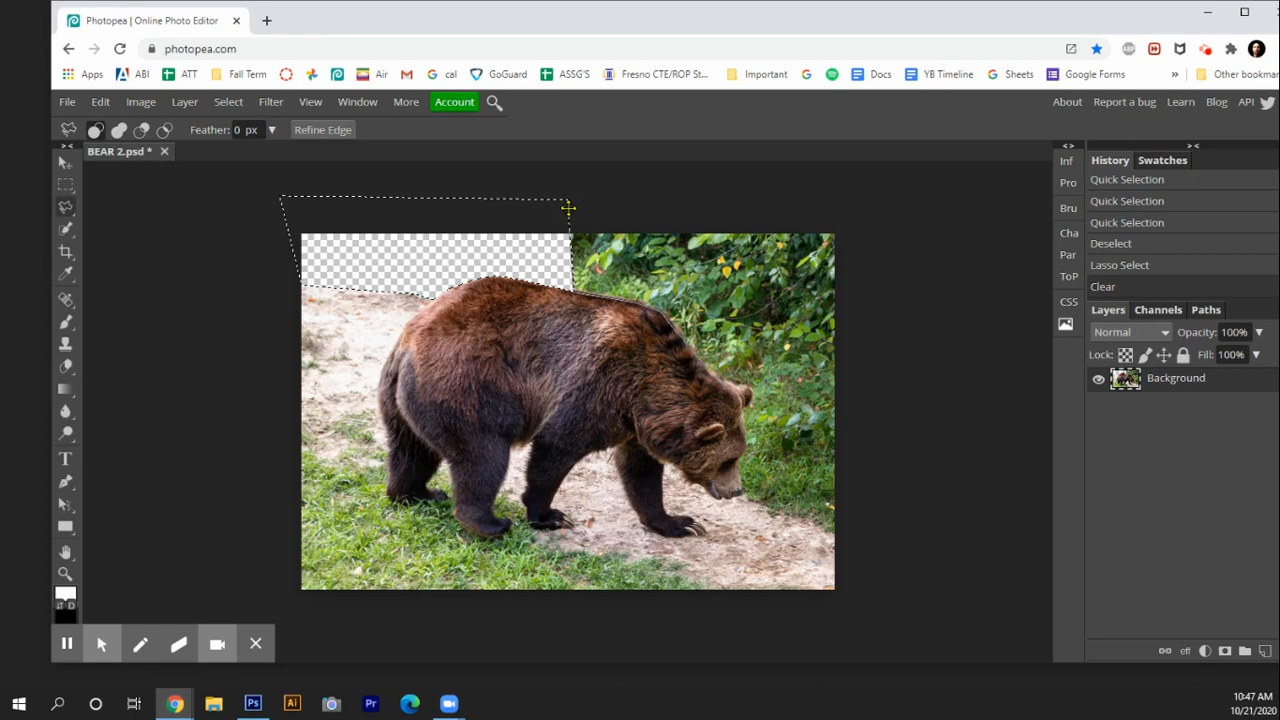 Photopea | Online Photo Editor
photopea.com
Apps ABI ATT Fall Term Air cal GoGuard ASSG'S Fresno CTE/ROP St... Important Docs YB Timeline Sheets Google Forms » Other bookmar
File Edit Image Layer Select Filter View Window More Account About Report a bug Learn Blog API
Feather: 0 px Refine Edge
BEAR 2.psd *
> <
< >
> <
Inf
Pro
Bru
Cha
Par
ToP
CSS
History Swatches
Quick Selection
Quick Selection
Quick Selection
Deselect
Lasso Select
Clear
Layers Channels Paths
Normal Opacity: 100%
Lock: Fill: 100%
Background
D
eff
Ps Ai Pr
10:47 AM
10/21/2020